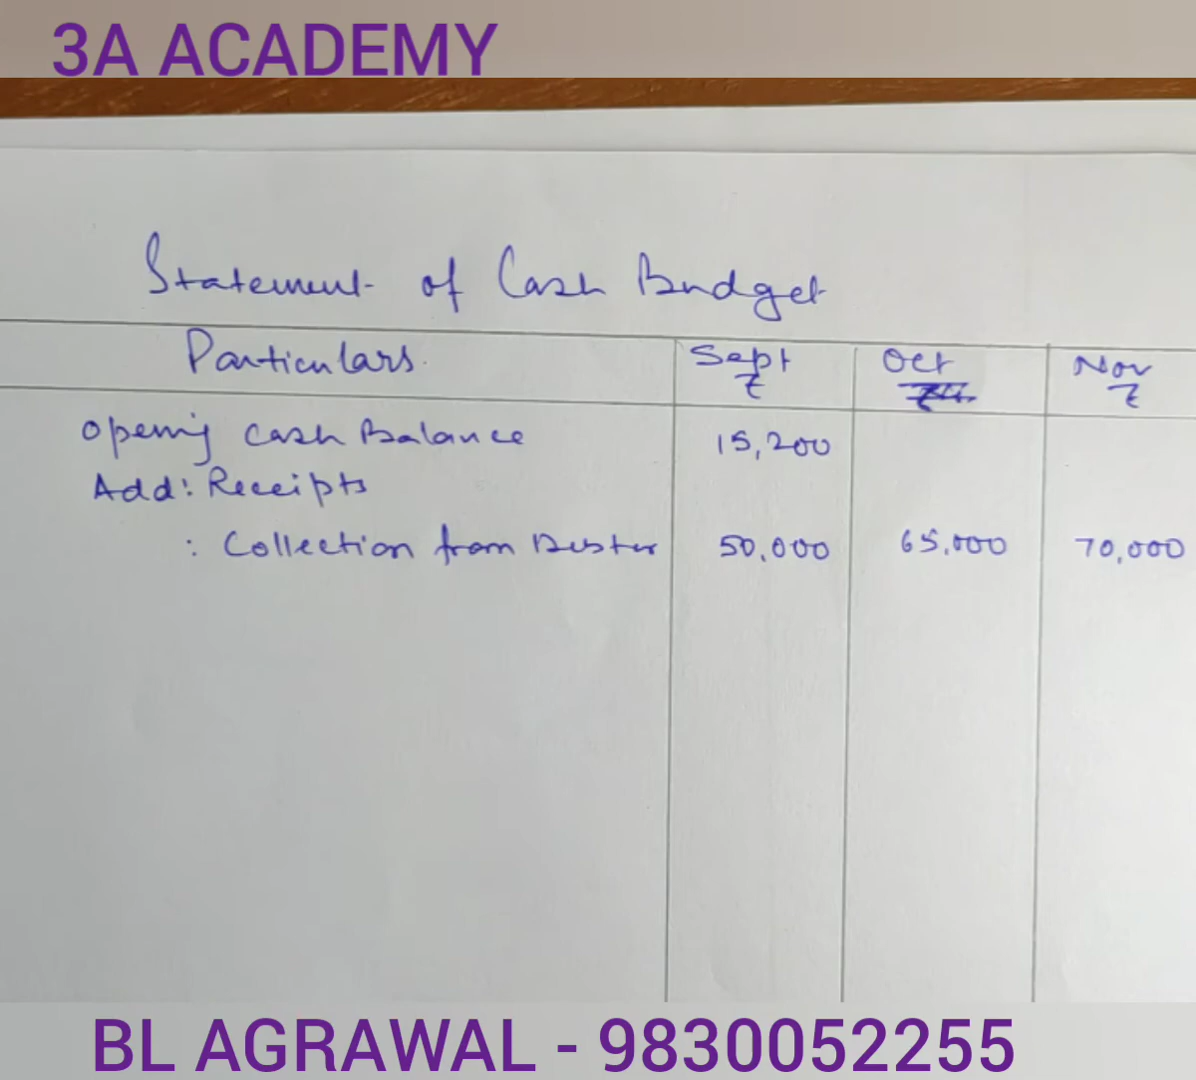 3A ACADEMY
Statement of Cash Budget
Particulars. Sept Oct Nov
₹ ₹ ₹
Opening Cash Balance 15,200
Add: Receipts
: Collection from Debtor 50,000 65,000 70,000
BL AGRAWAL - 9830052255